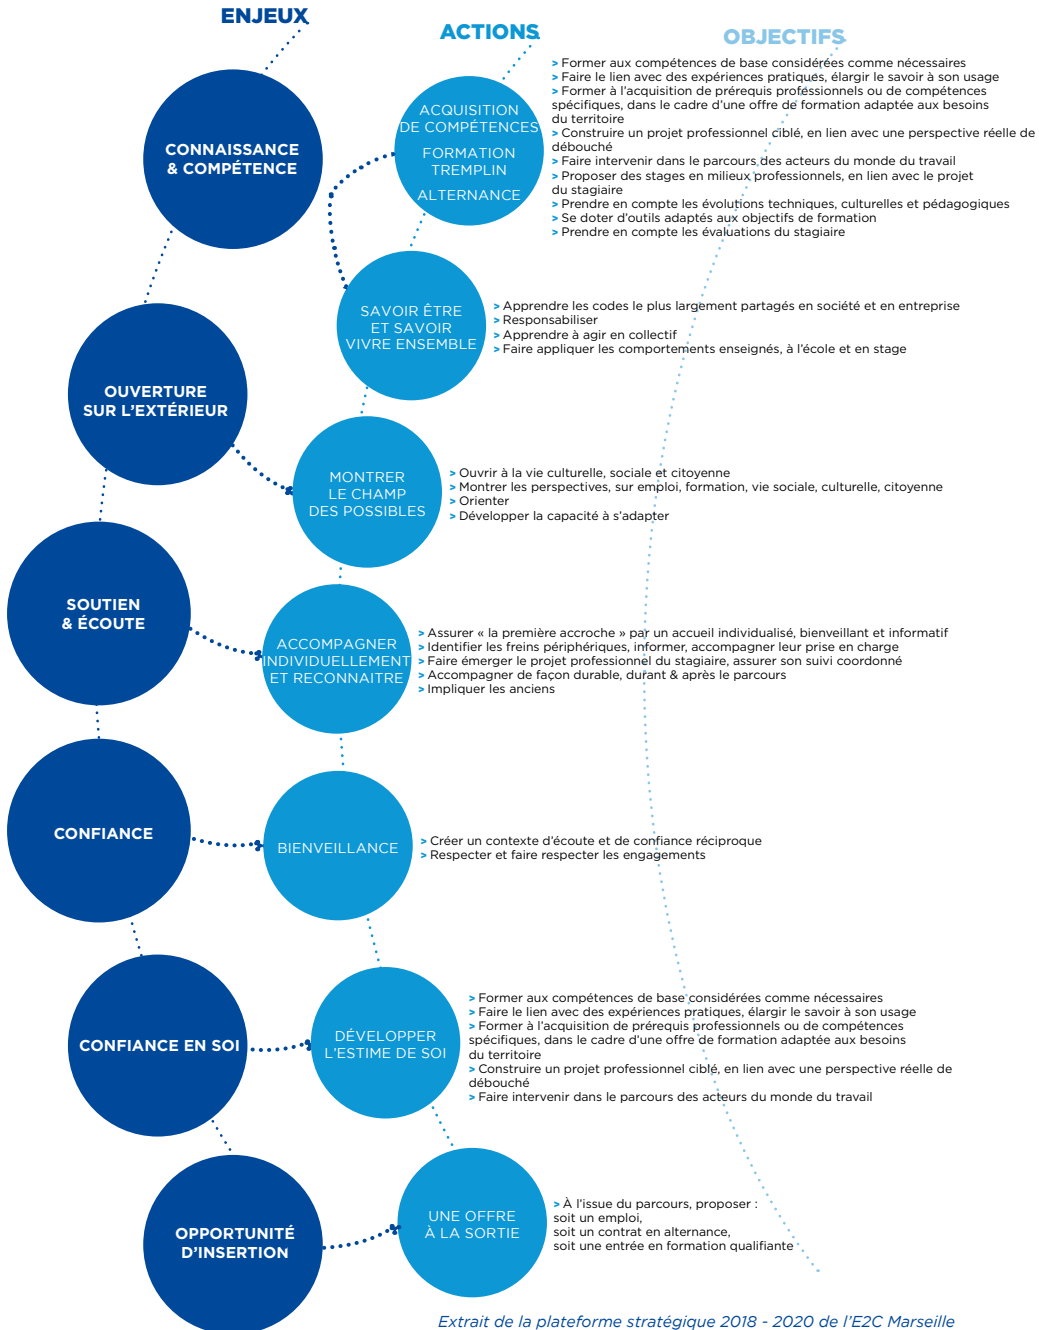 ENJEUX
ACTIONS
OBJECTIFS
CONNAISSANCE
& COMPÉTENCE
ACQUISITION
DE COMPÉTENCES
FORMATION
TREMPLIN
ALTERNANCE
> Former aux compétences de base considérées comme nécessaires
> Faire le lien avec des expériences pratiques, élargir le savoir à son usage
> Former à l'acquisition de prérequis professionnels ou de compétences
spécifiques, dans le cadre d'une offre de formation adaptée aux besoins
du territoire
> Construire un projet professionnel ciblé, en lien avec une perspective réelle de
débouché
> Faire intervenir dans le parcours des acteurs du monde du travail
> Proposer des stages en milieux professionnels, en lien avec le projet
du stagiaire
> Prendre en compte les évolutions techniques, culturelles et pédagogiques
> Se doter d'outils adaptés aux objectifs de formation
> Prendre en compte les évaluations du stagiaire
SAVOIR ÊTRE
ET SAVOIR
VIVRE ENSEMBLE
> Apprendre les codes le plus largement partagés en société et en entreprise
> Responsabiliser
> Apprendre à agir en collectif
> Faire appliquer les comportements enseignés, à l'école et en stage
OUVERTURE
SUR L'EXTÉRIEUR
MONTRER
LE CHAMP
DES POSSIBLES
> Ouvrir à la vie culturelle, sociale et citoyenne
> Montrer les perspectives, sur emploi, formation, vie sociale, culturelle, citoyenne
> Orienter
> Développer la capacité à s'adapter
SOUTIEN
& ÉCOUTE
ACCOMPAGNER
INDIVIDUELLEMENT
ET RECONNAITRE
> Assurer « la première accroche » par un accueil individualisé, bienveillant et informatif
> Identifier les freins périphériques, informer, accompagner leur prise en charge
> Faire émerger le projet professionnel du stagiaire, assurer son suivi coordonné
> Accompagner de façon durable, durant & après le parcours
> Impliquer les anciens
CONFIANCE
BIENVEILLANCE
> Créer un contexte d'écoute et de confiance réciproque
> Respecter et faire respecter les engagements
CONFIANCE EN SOI
DÉVELOPPER
L'ESTIME DE SOI
> Former aux compétences de base considérées comme nécessaires
> Faire le lien avec des expériences pratiques, élargir le savoir à son usage
> Former à l'acquisition de prérequis professionnels ou de compétences
spécifiques, dans le cadre d'une offre de formation adaptée aux besoins
du territoire
> Construire un projet professionnel ciblé, en lien avec une perspective réelle de
débouché
> Faire intervenir dans le parcours des acteurs du monde du travail
OPPORTUNITÉ
D'INSERTION
UNE OFFRE
À LA SORTIE
> À l'issue du parcours, proposer :
soit un emploi,
soit un contrat en alternance,
soit une entrée en formation qualifiante
Extrait de la plateforme stratégique 2018 - 2020 de l'E2C Marseille